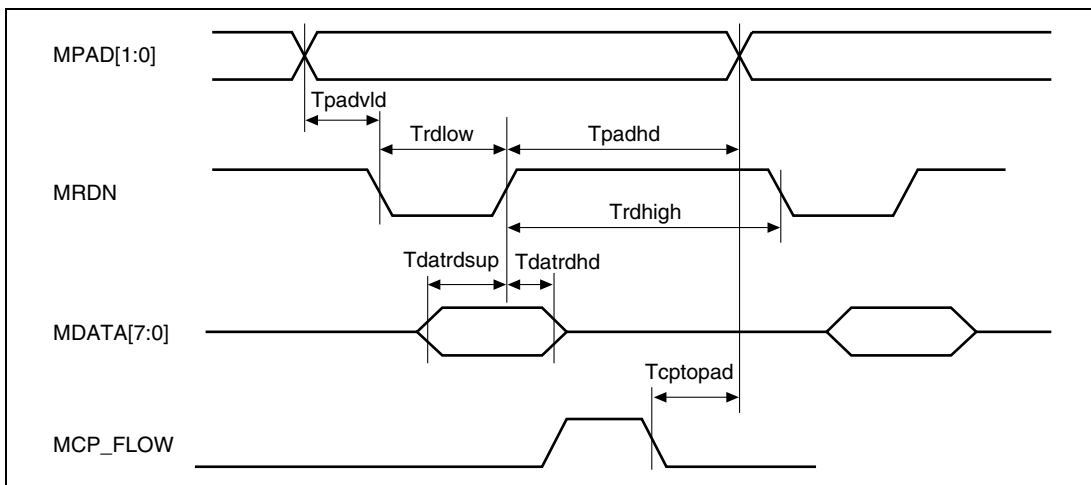 MPAD[1:0]
Tpadvld
Trdlow
Tpadhd
MRDN
Trdhigh
Tdatrdsup
Tdatrdhd
MDATA[7:0]
Tcptopad
MCP_FLOW